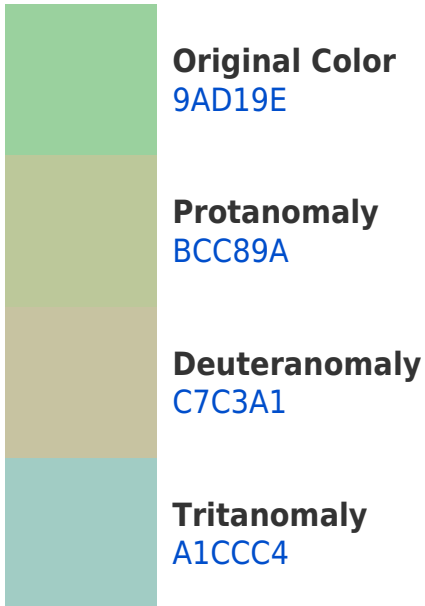 Original Color
9AD19E
Protanomaly
BCC89A
Deuteranomaly
C7C3A1
Tritanomaly
A1CCC4